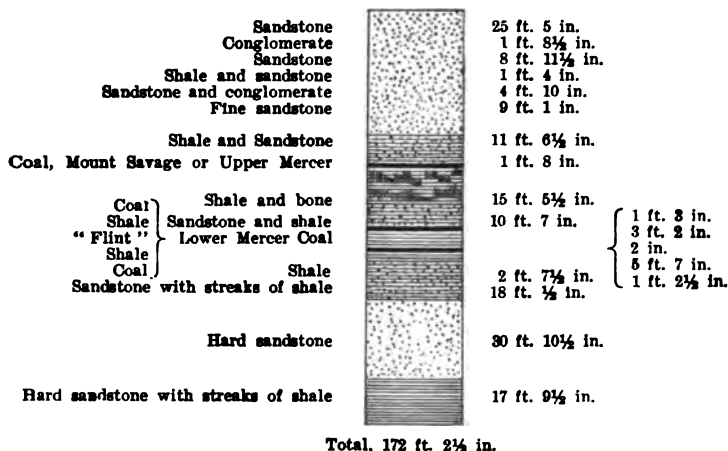 Sandstone 25 ft. 5 in.
Conglomerate 1 ft. 8½ in.
Sandstone 8 ft. 11½ in.
Shale and sandstone 1 ft. 4 in.
Sandstone and conglomerate 4 ft. 10 in.
Fine sandstone 9 ft. 1 in.
Shale and Sandstone 11 ft. 6½ in.
Coal, Mount Savage or Upper Mercer 1 ft. 8 in.
Shale and bone 15 ft. 5½ in.
Sandstone and shale 10 ft. 7 in.
Lower Mercer Coal
Coal 1 ft. 3 in.
Shale 3 ft. 2 in.
"Flint" 2 in.
Shale 5 ft. 7 in.
Coal 1 ft. 2½ in.
Shale 2 ft. 7½ in.
Sandstone with streaks of shale 18 ft. ½ in.
Hard sandstone 30 ft. 10½ in.
Hard sandstone with streaks of shale 17 ft. 9½ in.
Total, 172 ft. 2½ in.